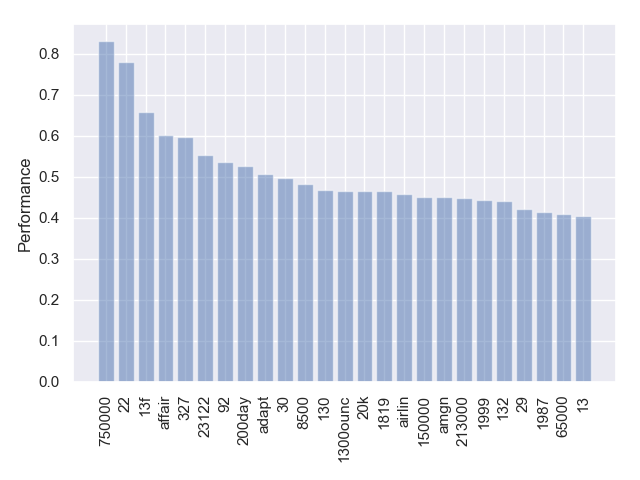 0.8
0.7
0.6
0.5
0.4
0.3
0.2
0.1
0.0
Performance
750000
22
13f
affair
327
23122
92
200day
adapt
30
8500
130
1300ounc
20k
1819
airlin
150000
amgn
213000
1999
132
29
1987
65000
13